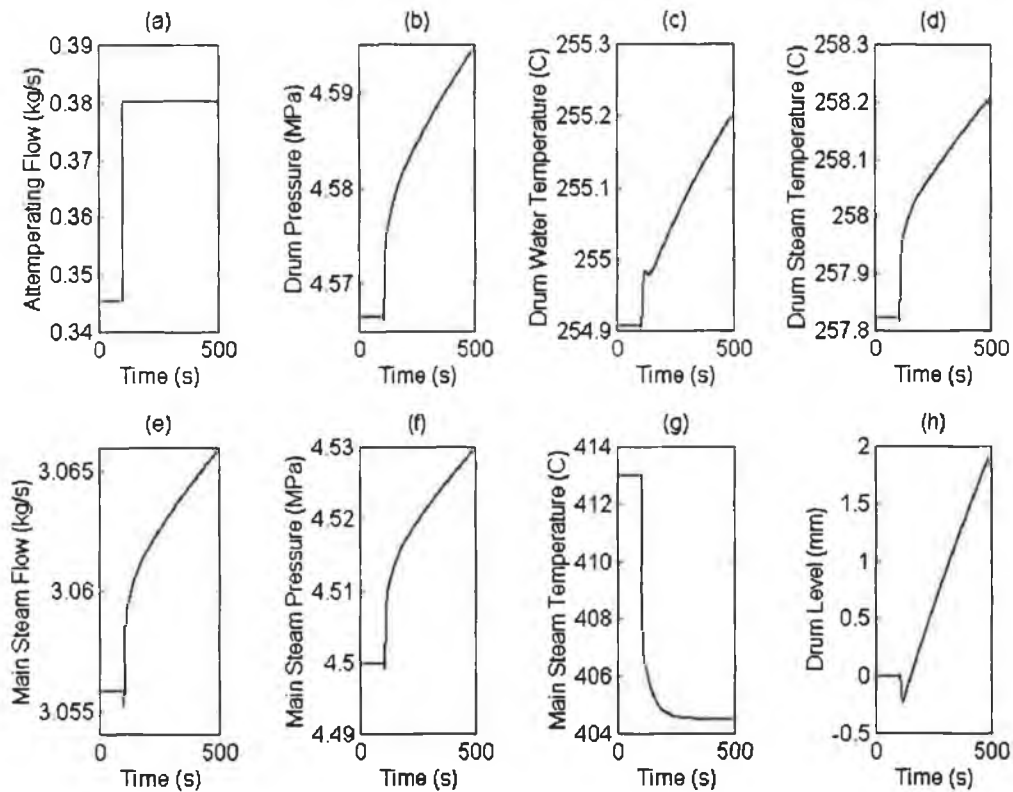 (a)
Attemperating Flow (kg/s)
0.39
0.38
0.37
0.36
0.35
0.34
0 500
Time (s)
(b)
Drum Pressure (MPa)
4.59
4.58
4.57
0 500
Time (s)
(c)
Drum Water Temperature (C)
255.3
255.2
255.1
255
254.9
0 500
Time (s)
(d)
Drum Steam Temperature (C)
258.3
258.2
258.1
258
257.9
257.8
0 500
Time (s)
(e)
Main Steam Flow (kg/s)
3.065
3.06
3.055
0 500
Time (s)
(f)
Main Steam Pressure (MPa)
4.53
4.52
4.51
4.5
4.49
0 500
Time (s)
(g)
Main Steam Temperature (C)
414
412
410
408
406
404
0 500
Time (s)
(h)
Drum Level (mm)
2
1.5
1
0.5
0
-0.5
0 500
Time (s)